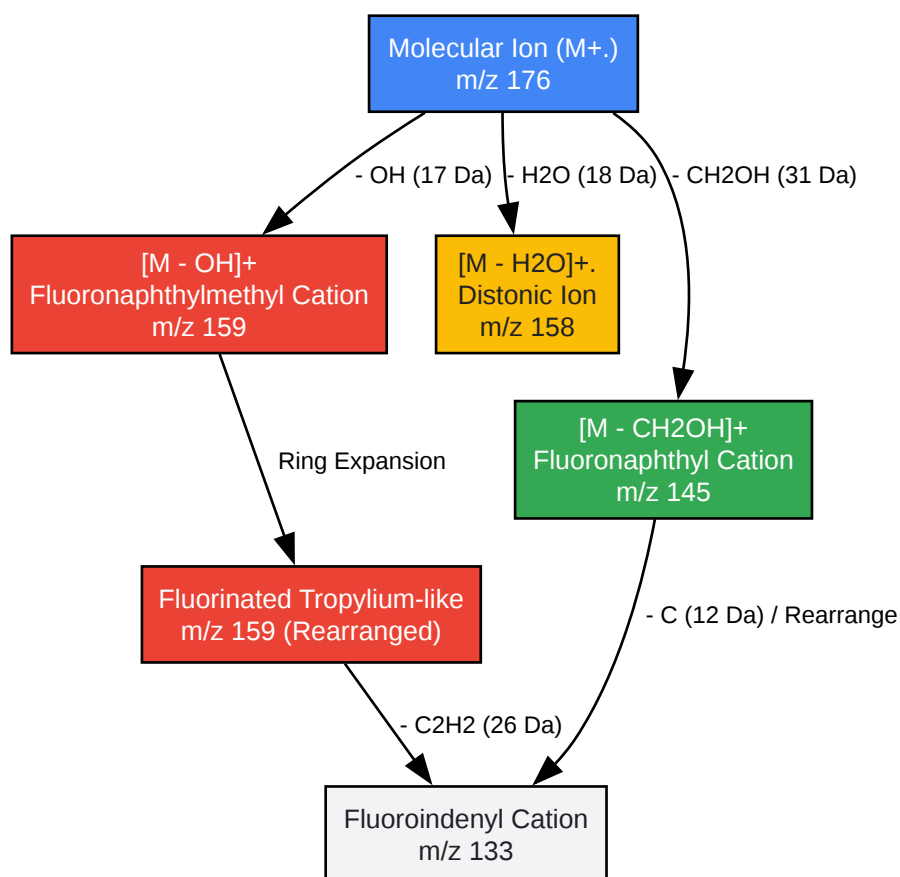 Molecular Ion (M+.)
m/z 176
- OH (17 Da)
- H2O (18 Da)
- CH2OH (31 Da)
[M - OH]+
Fluoronaphthylmethyl Cation
m/z 159
[M - H2O]+.
Distonic Ion
m/z 158
[M - CH2OH]+
Fluoronaphthyl Cation
m/z 145
Ring Expansion
Fluorinated Tropylium-like
m/z 159 (Rearranged)
- C (12 Da) / Rearrange
- C2H2 (26 Da)
Fluoroindenyl Cation
m/z 133